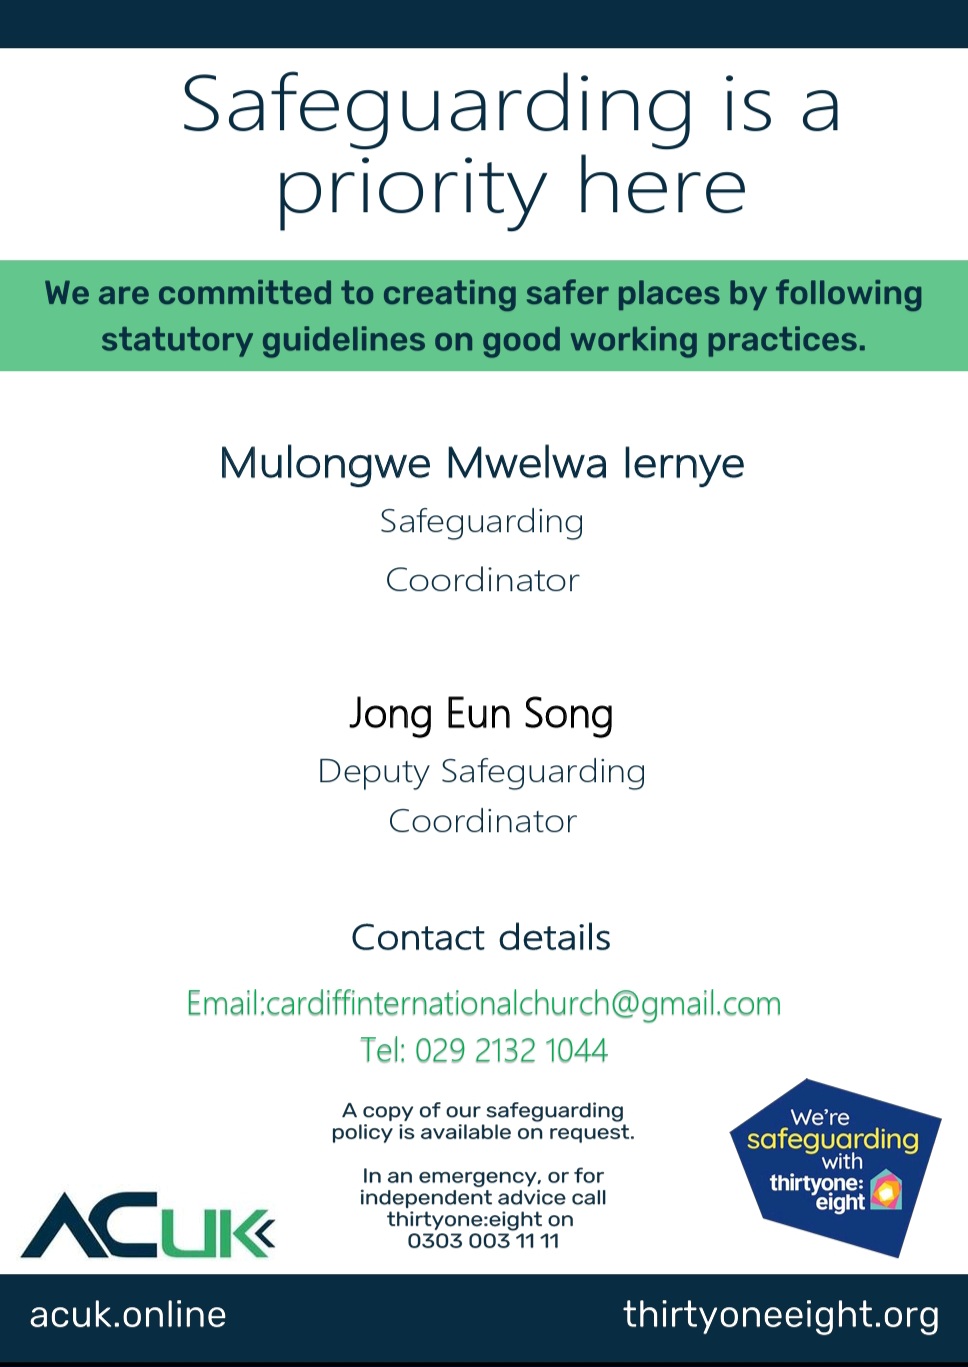 Safeguarding is a
priority here
We are committed to creating safer places by following
statutory guidelines on good working practices.
Mulongwe Mwelwa Iernye
Safeguarding
Coordinator
Jong Eun Song
Deputy Safeguarding
Coordinator
Contact details
Email:cardiffinternationalchurch@gmail.com
Tel: 029 2132 1044
A copy of our safeguarding
policy is available on request.
In an emergency, or for
independent advice call
thirtyone:eight on
0303 003 11 11
We're
safeguarding
with
thirtyone:
eight
ACUK
acuk.online
thirtyoneeight.org